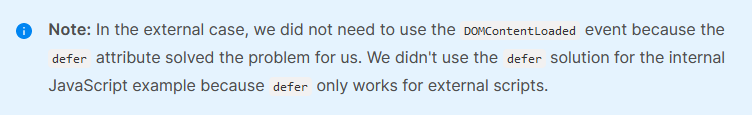 Note: In the external case, we did not need to use the DOMContentLoaded event because the
defer attribute solved the problem for us. We didn't use the defer solution for the internal
JavaScript example because defer only works for external scripts.